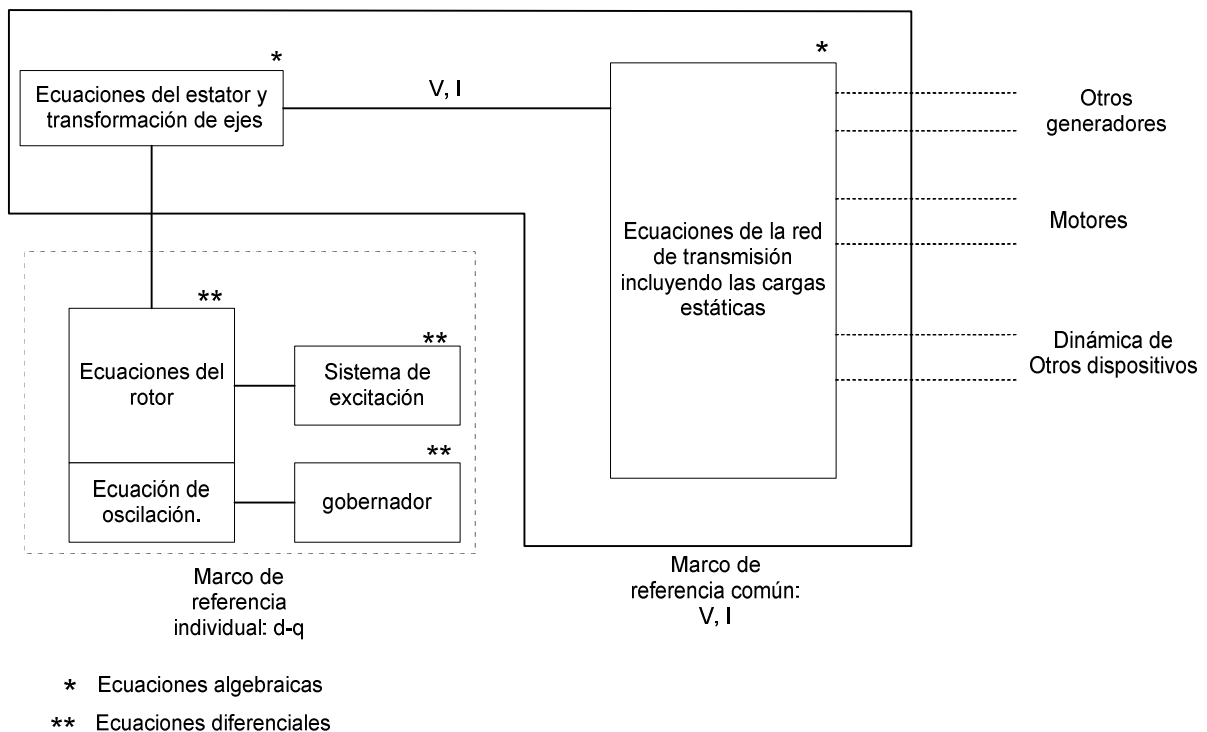 *
Ecuaciones del estator y
transformación de ejes
V, I
*
Ecuaciones de la red
de transmisión
incluyendo las cargas
estáticas
Otros
generadores
Motores
Dinámica de
Otros dispositivos
**
Ecuaciones del
rotor
**
Sistema de
excitación
Ecuación de
oscilación.
**
gobernador
Marco de
referencia
individual: d-q
Marco de
referencia común:
V, I
* Ecuaciones algebraicas
** Ecuaciones diferenciales